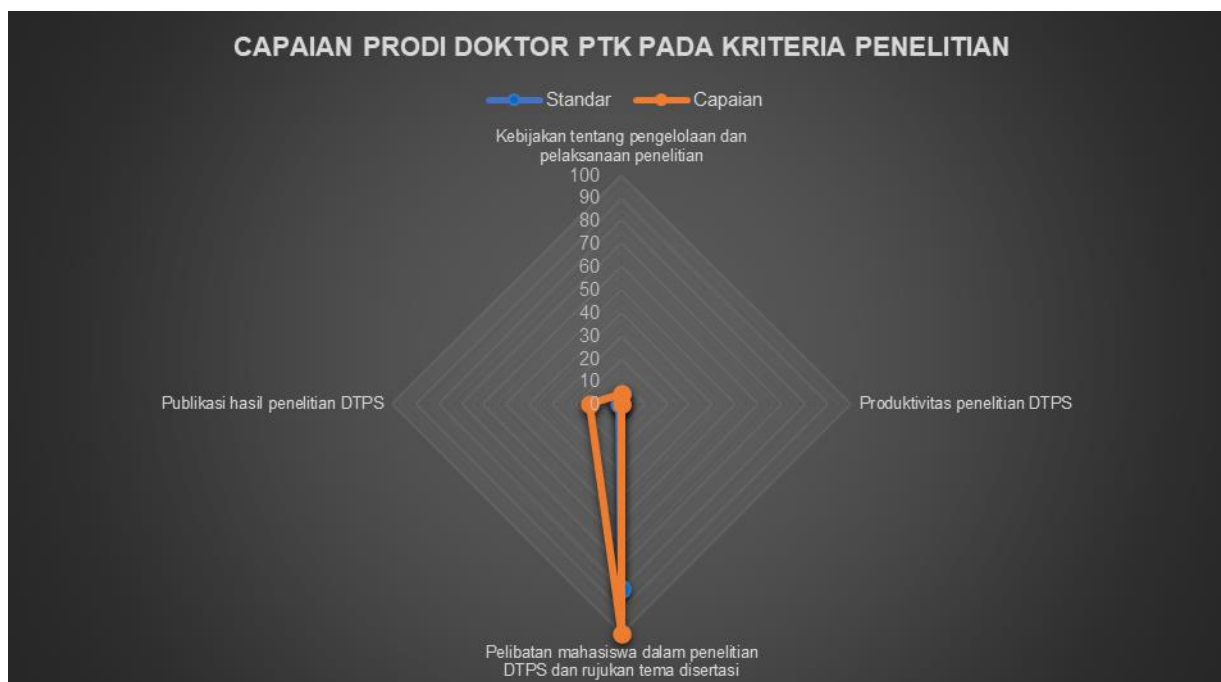 CAPAIAN PRODI DOKTOR PTK PADA KRITERIA PENELITIAN
Standar Capaian
Kebijakan tentang pengelolaan dan
pelaksanaan penelitian
100
90
80
70
60
50
40
30
20
10
0
Publikasi hasil penelitian DTPS
Produktivitas penelitian DTPS
Pelibatan mahasiswa dalam penelitian
DTPS dan rujukan tema disertasi